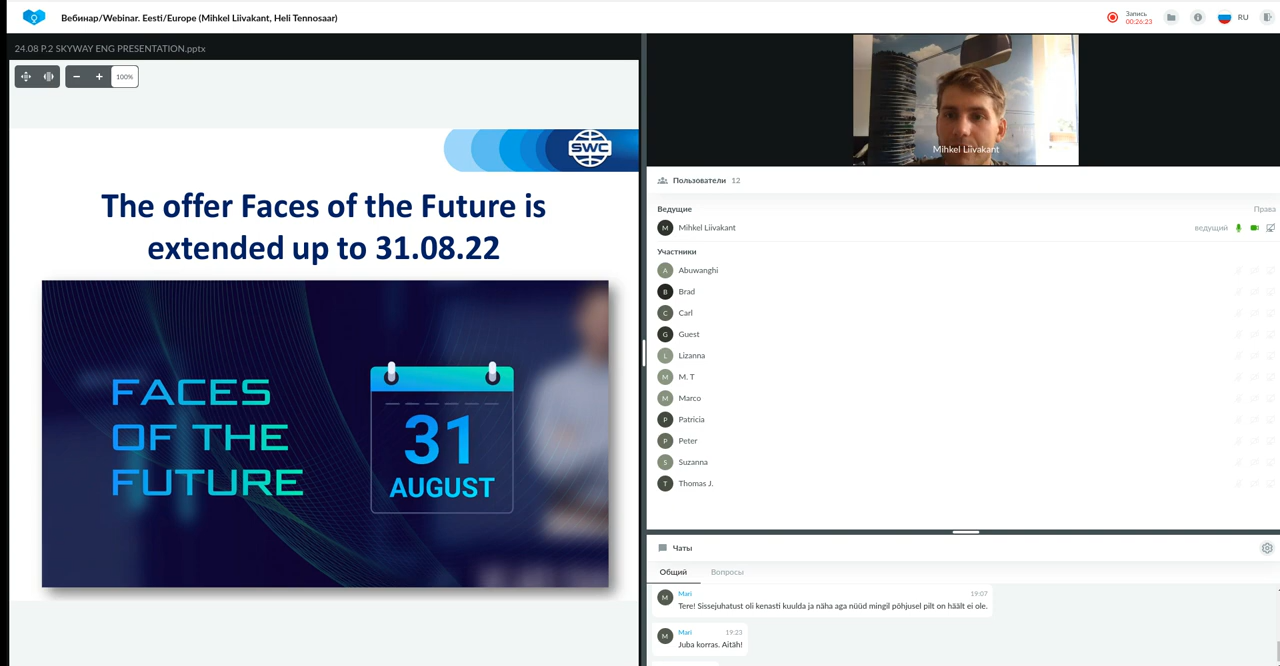 Вебинар/Webinar. Eesti/Europe (Mihkel Liivakant, Heli Tennosaar)
Запись
00:26:23
RU
24.08 P.2 SKYWAY ENG PRESENTATION.pptx
100%
SWC
The offer Faces of the Future is
extended up to 31.08.22
FACES
OF THE
FUTURE
31
AUGUST
Mihkel Liivakant
Пользователи 12
Ведущие Права
M Mihkel Liivakant ведущий
Участники
A Abuwanghi
B Brad
C Carl
G Guest
L Lizanna
M M. T
M Marco
P Patricia
P Peter
S Suzanna
T Thomas J.
Чаты
Общий Вопросы
M Mari 19:07
Tere! Sissejuhatust oli kenasti kuulda ja näha aga nüüd mingil põhjusel pilt on häält ei ole.
M Mari 19:23
Juba korras. Aitäh!